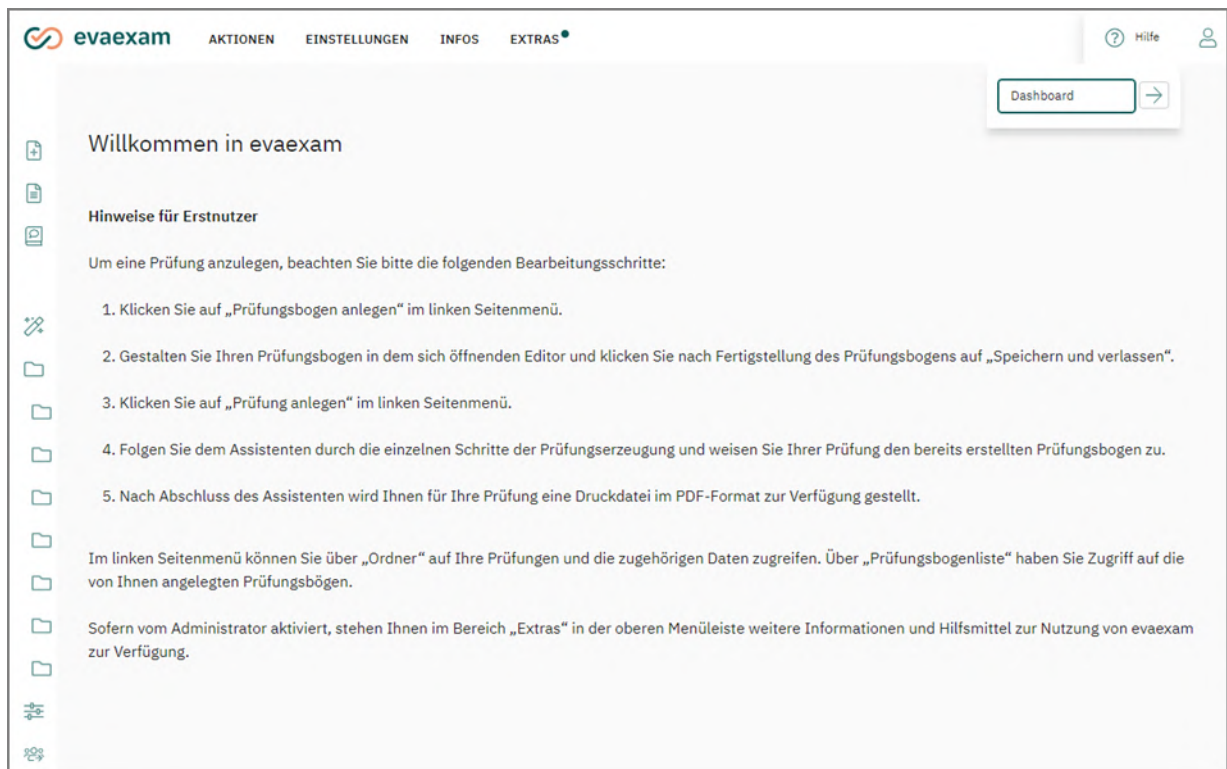 evaexam AKTIONEN EINSTELLUNGEN INFOS EXTRAS Hilfe
Dashboard
Willkommen in evaexam
Hinweise für Erstnutzer
Um eine Prüfung anzulegen, beachten Sie bitte die folgenden Bearbeitungsschritte:
1. Klicken Sie auf „Prüfungsbogen anlegen“ im linken Seitenmenü.
2. Gestalten Sie Ihren Prüfungsbogen in dem sich öffnenden Editor und klicken Sie nach Fertigstellung des Prüfungsbogens auf „Speichern und verlassen“.
3. Klicken Sie auf „Prüfung anlegen“ im linken Seitenmenü.
4. Folgen Sie dem Assistenten durch die einzelnen Schritte der Prüfungserzeugung und weisen Sie Ihrer Prüfung den bereits erstellten Prüfungsbogen zu.
5. Nach Abschluss des Assistenten wird Ihnen für Ihre Prüfung eine Druckdatei im PDF-Format zur Verfügung gestellt.
Im linken Seitenmenü können Sie über „Ordner“ auf Ihre Prüfungen und die zugehörigen Daten zugreifen. Über „Prüfungsbogenliste“ haben Sie Zugriff auf die
von Ihnen angelegten Prüfungsbögen.
Sofern vom Administrator aktiviert, stehen Ihnen im Bereich „Extras“ in der oberen Menüleiste weitere Informationen und Hilfsmittel zur Nutzung von evaexam
zur Verfügung.